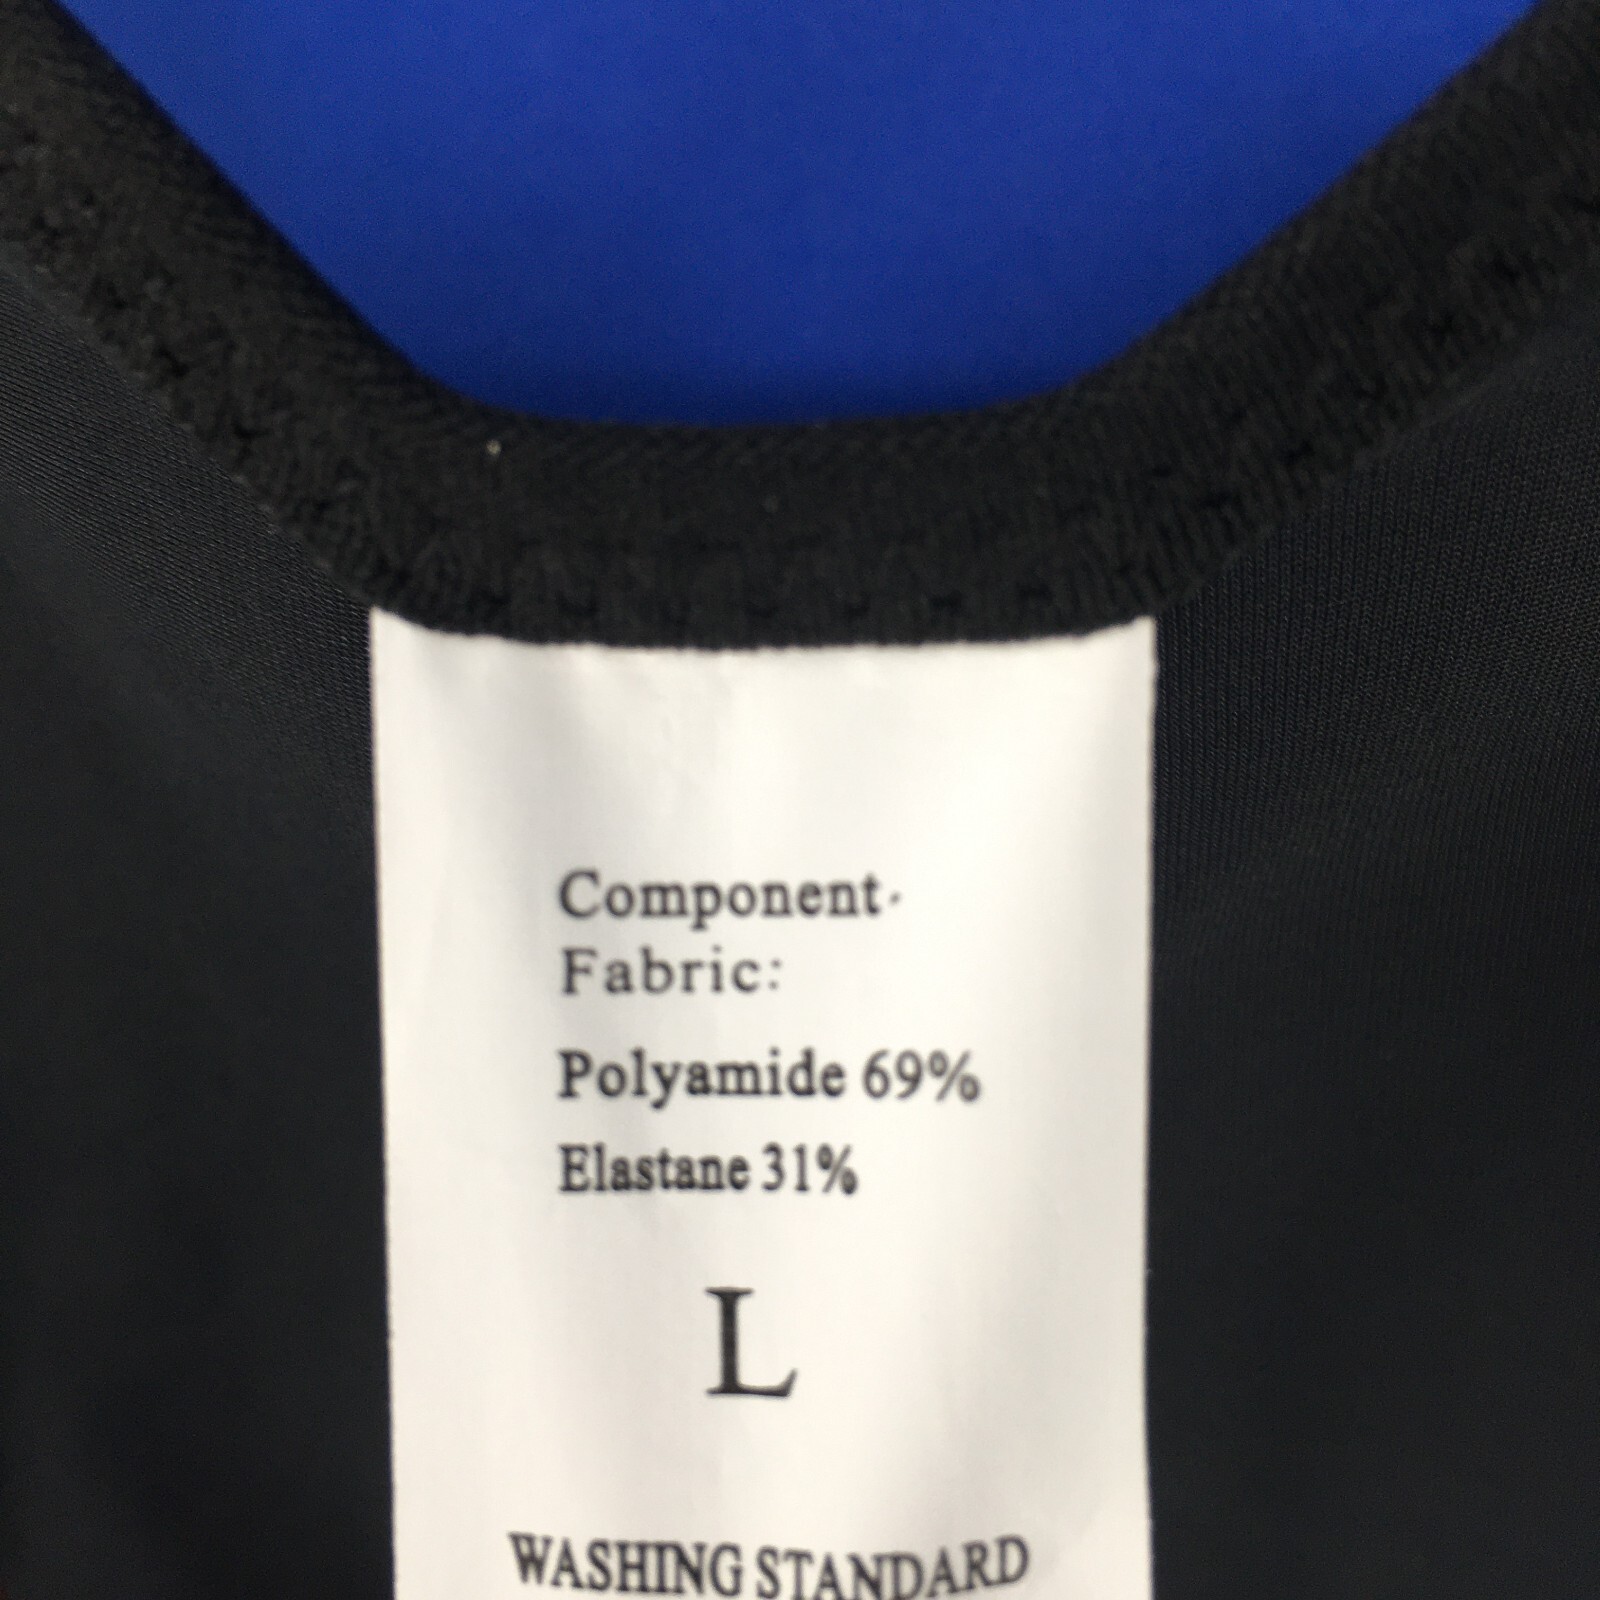 Component·
Fabric:
Polyamide 69%
Elastane 31%
L
WASHING STANDARD